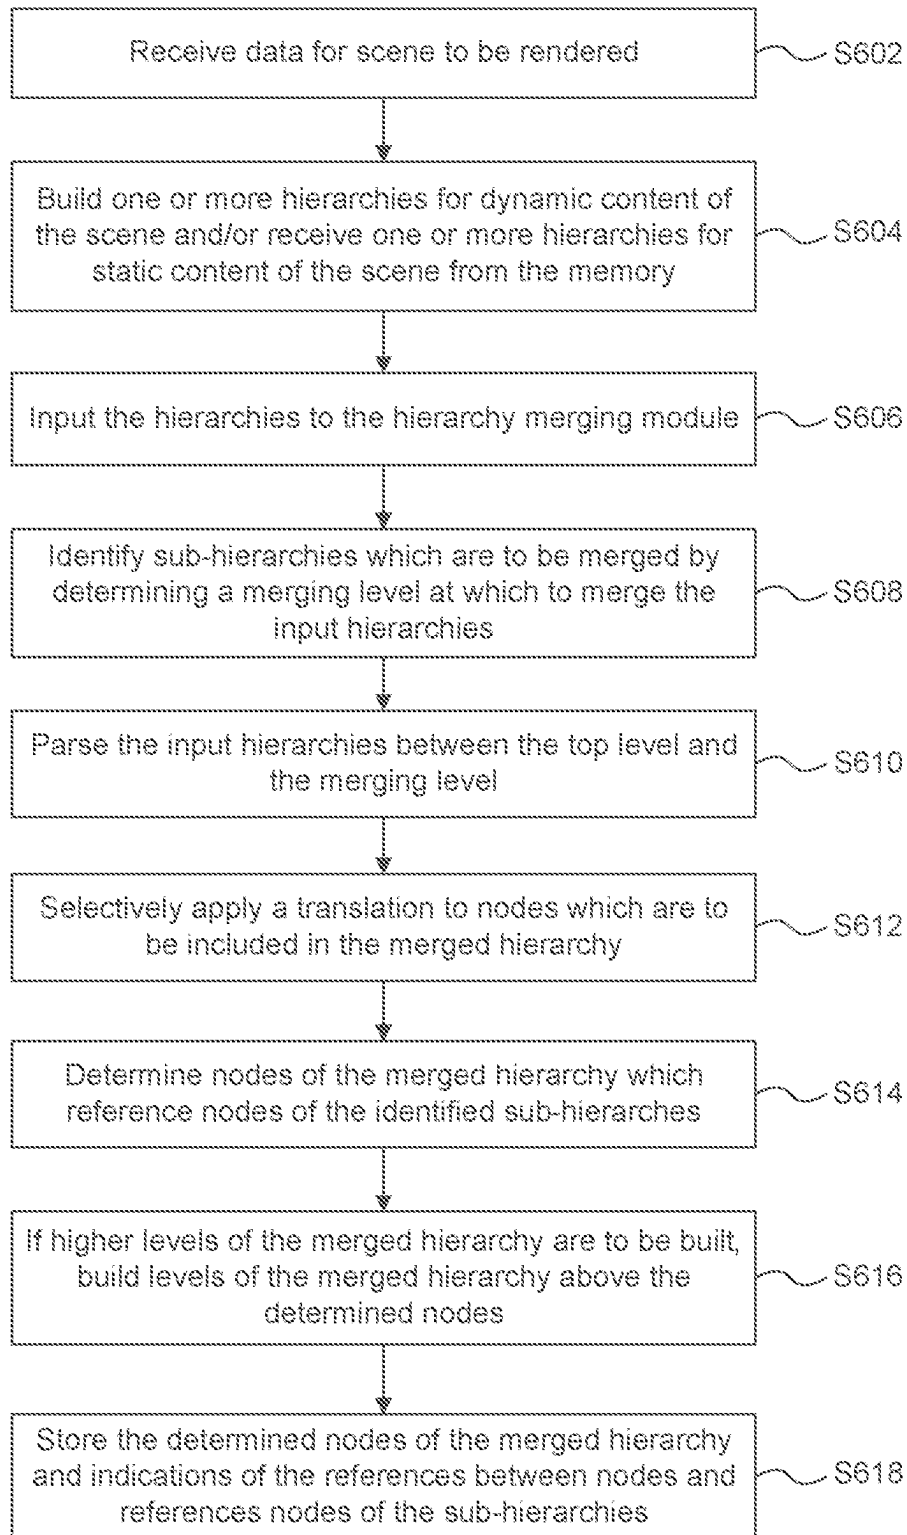 Receive data for scene to be rendered
S602
Build one or more hierarchies for dynamic content of
the scene and/or receive one or more hierarchies for
static content of the scene from the memory
S604
Input the hierarchies to the hierarchy merging module
S606
Identify sub-hierarchies which are to be merged by
determining a merging level at which to merge the
input hierarchies
S608
Parse the input hierarchies between the top level and
the merging level
S610
Selectively apply a translation to nodes which are to
be included in the merged hierarchy
S612
Determine nodes of the merged hierarchy which
reference nodes of the identified sub-hierarches
S614
If higher levels of the merged hierarchy are to be built,
build levels of the merged hierarchy above the
determined nodes
S616
Store the determined nodes of the merged hierarchy
and indications of the references between nodes and
references nodes of the sub-hierarchies
S618